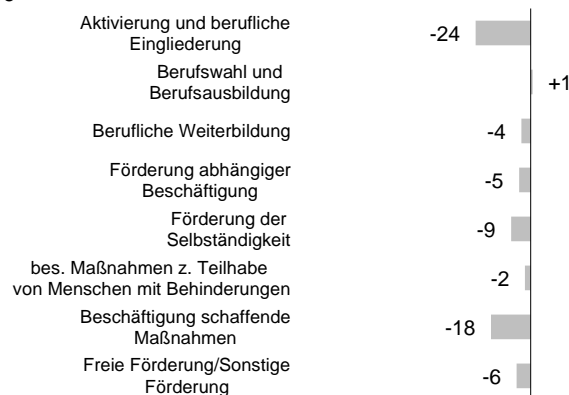 Aktivierung und berufliche
Eingliederung
-24
Berufswahl und
Berufsausbildung
+1
Berufliche Weiterbildung
-4
Förderung abhängiger
Beschäftigung
-5
Förderung der
Selbständigkeit
-9
bes. Maßnahmen z. Teilhabe
von Menschen mit Behinderungen
-2
Beschäftigung schaffende
Maßnahmen
-18
Freie Förderung/Sonstige
Förderung
-6